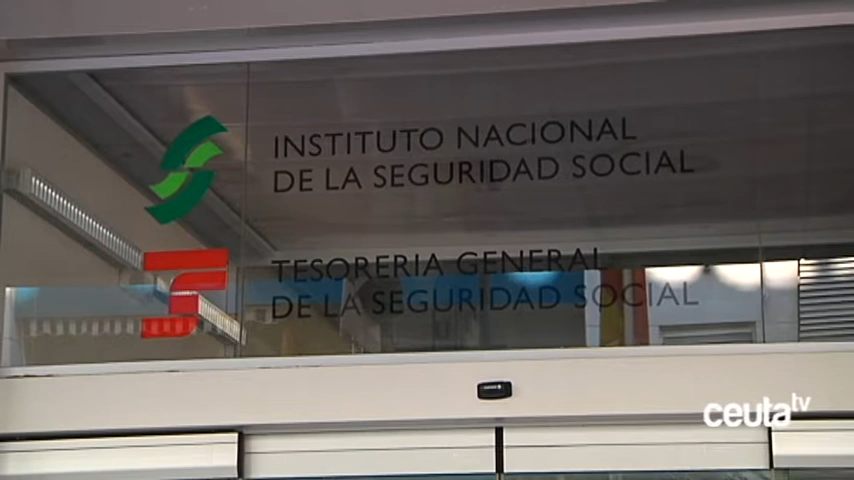 INSTITUTO NACIONAL
DE LA SEGURIDAD SOCIAL
TESORERIA GENERAL
DE LA SEGURIDAD SOCIAL
ceuta tv